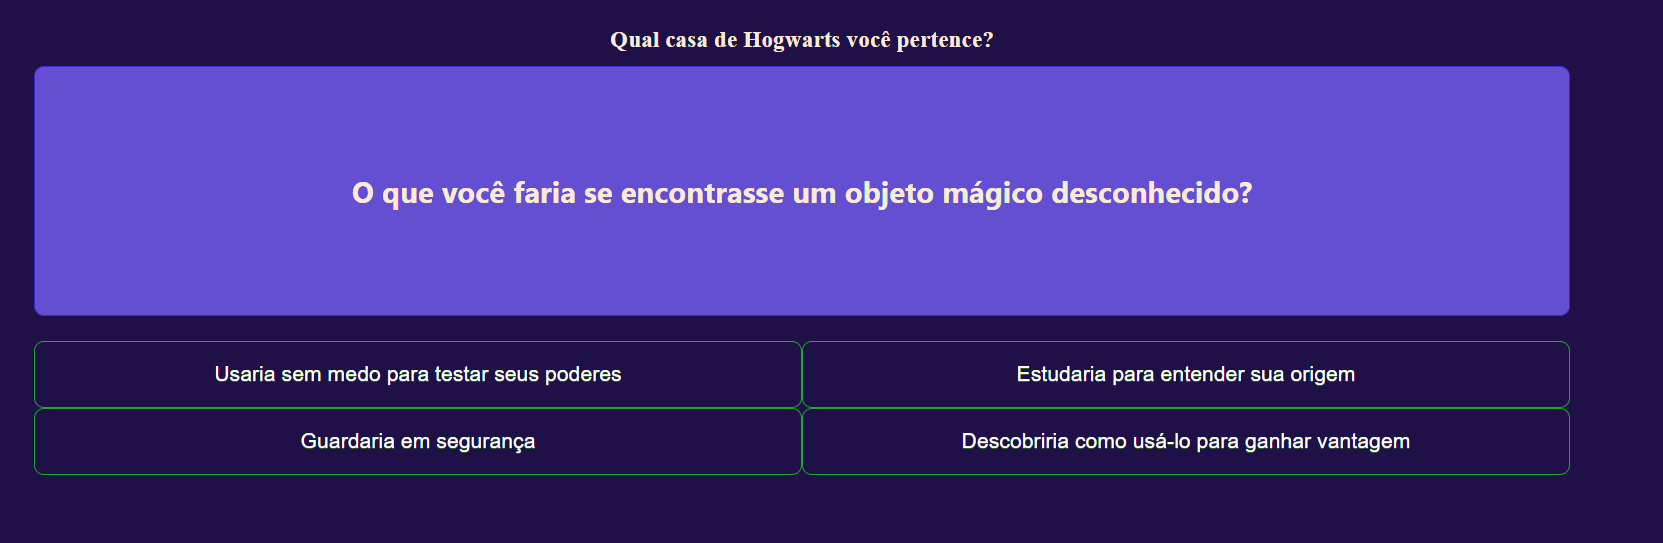 Qual casa de Hogwarts você pertence?
O que você faria se encontrasse um objeto mágico desconhecido?
Usaria sem medo para testar seus poderes
Estudaria para entender sua origem
Guardaria em segurança
Descobriria como usá-lo para ganhar vantagem